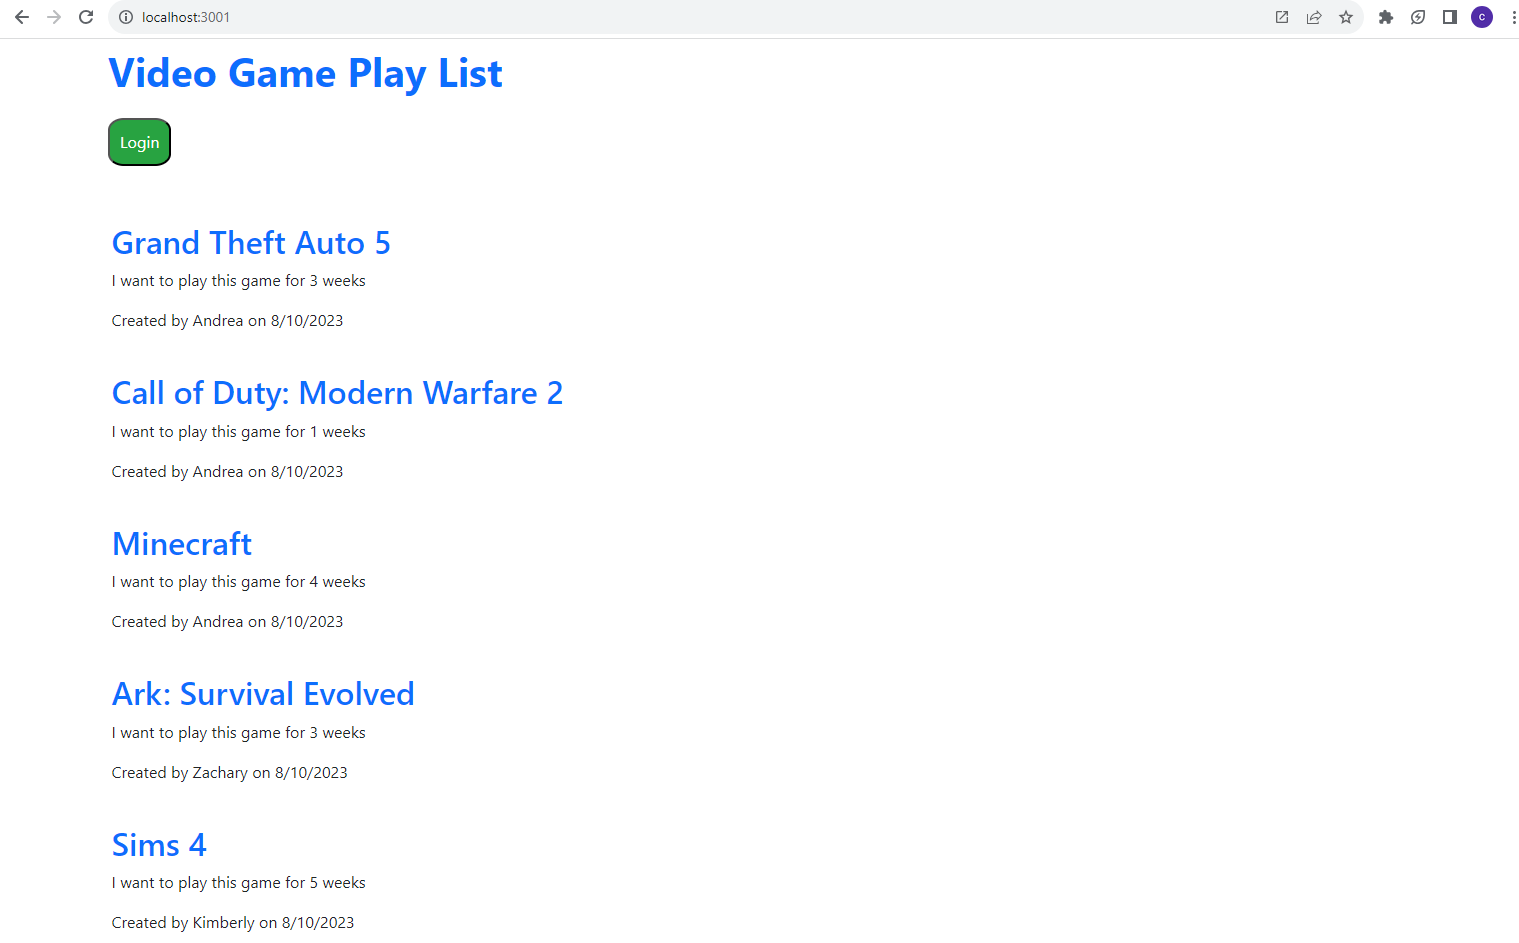 localhost:3001
C
Video Game Play List
Login
Grand Theft Auto 5
I want to play this game for 3 weeks
Created by Andrea on 8/10/2023
Call of Duty: Modern Warfare 2
I want to play this game for 1 weeks
Created by Andrea on 8/10/2023
Minecraft
I want to play this game for 4 weeks
Created by Andrea on 8/10/2023
Ark: Survival Evolved
I want to play this game for 3 weeks
Created by Zachary on 8/10/2023
Sims 4
I want to play this game for 5 weeks
Created by Kimberly on 8/10/2023